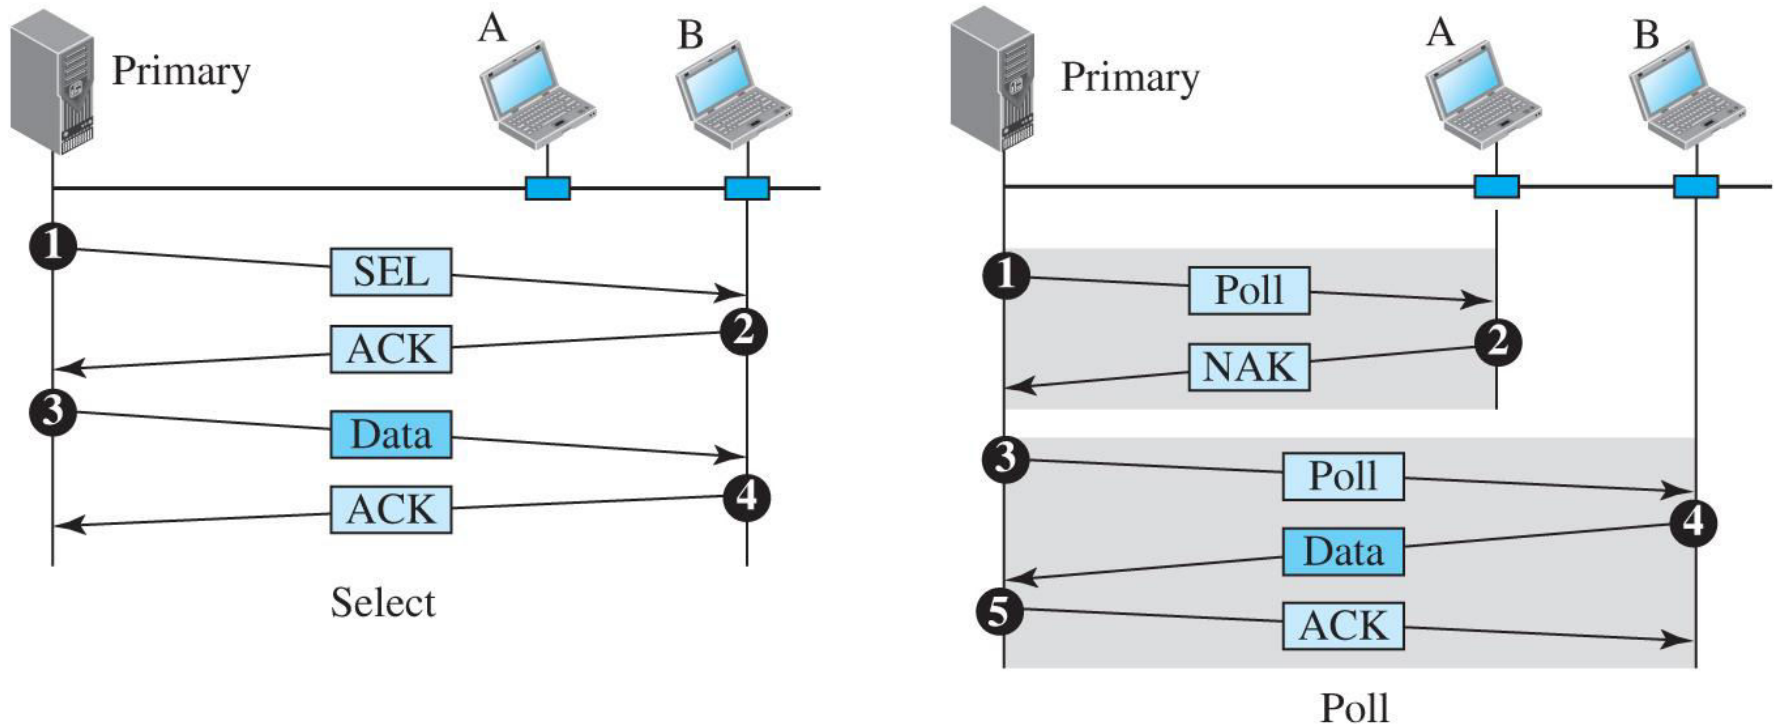 Primary
A
B
1
SEL
2
ACK
3
Data
4
ACK
Select
Primary
A
B
1
Poll
2
NAK
3
Poll
4
Data
5
ACK
Poll